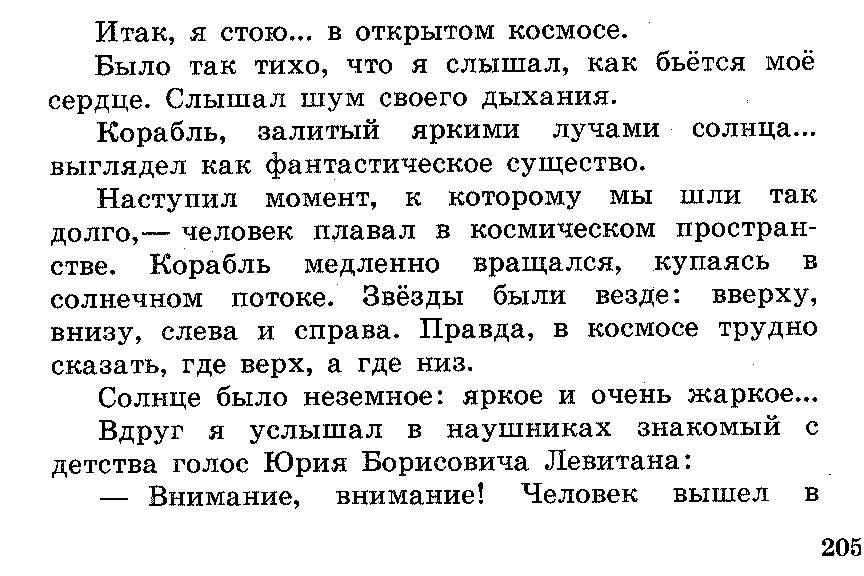 Итак, я стою... в открытом космосе.
Было так тихо, что я слышал, как бьётся моё
сердце. Слышал шум своего дыхания.
Корабль, залитый яркими лучами солнца...
выглядел как фантастическое существо.
Наступил момент, к которому мы шли так
долго,— человек плавал в космическом простран-
стве. Корабль медленно вращался, купаясь в
солнечном потоке. Звёзды были везде: вверху,
внизу, слева и справа. Правда, в космосе трудно
сказать, где верх, а где низ.
Солнце было неземное: яркое и очень жаркое...
Вдруг я услышал в наушниках знакомый с
детства голос Юрия Борисовича Левитана:
— Внимание, внимание! Человек вышел в
205